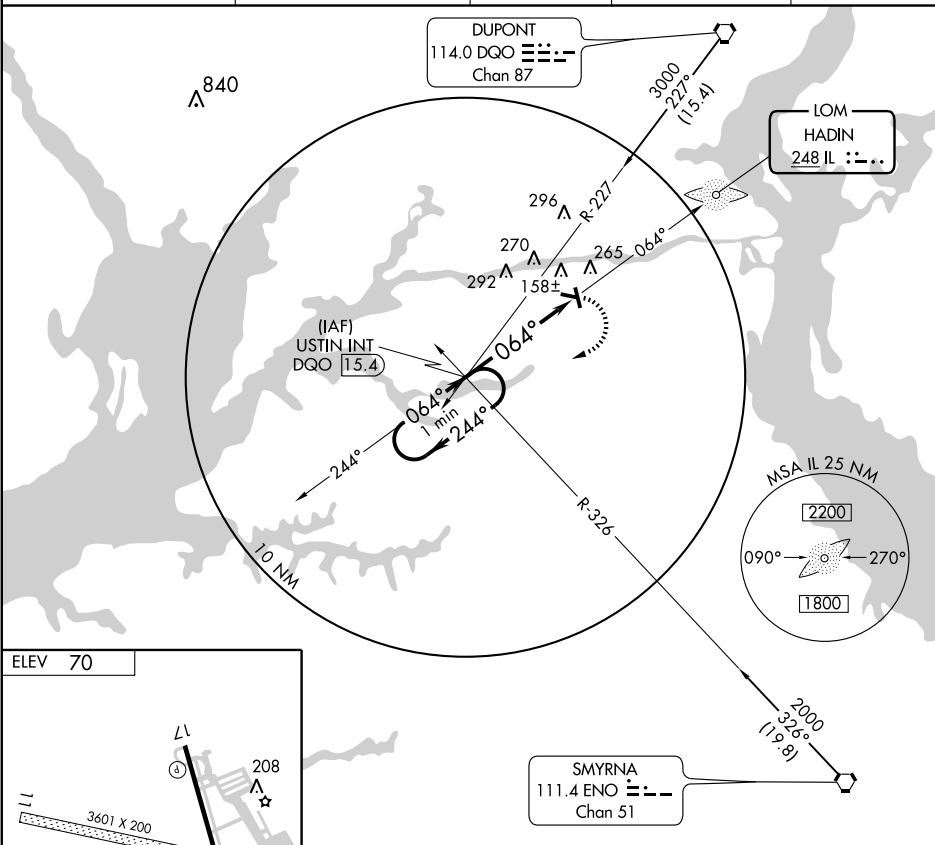 DUPONT
114.0 DQO
Chan 87
840
3000
227°
(15.4)
LOM
HADIN
248 IL
296
R-227
270
265
064°
292
158±
(IAF)
USTIN INT
DQO 15.4
064°
064°
1 min
244°
244°
R-326
MSA IL 25 NM
2200
090°
270°
1800
10 NM
ELEV 70
2000
326°
(19.8)
17
208
SMYRNA
111.4 ENO
Chan 51
11
3601 X 200
P